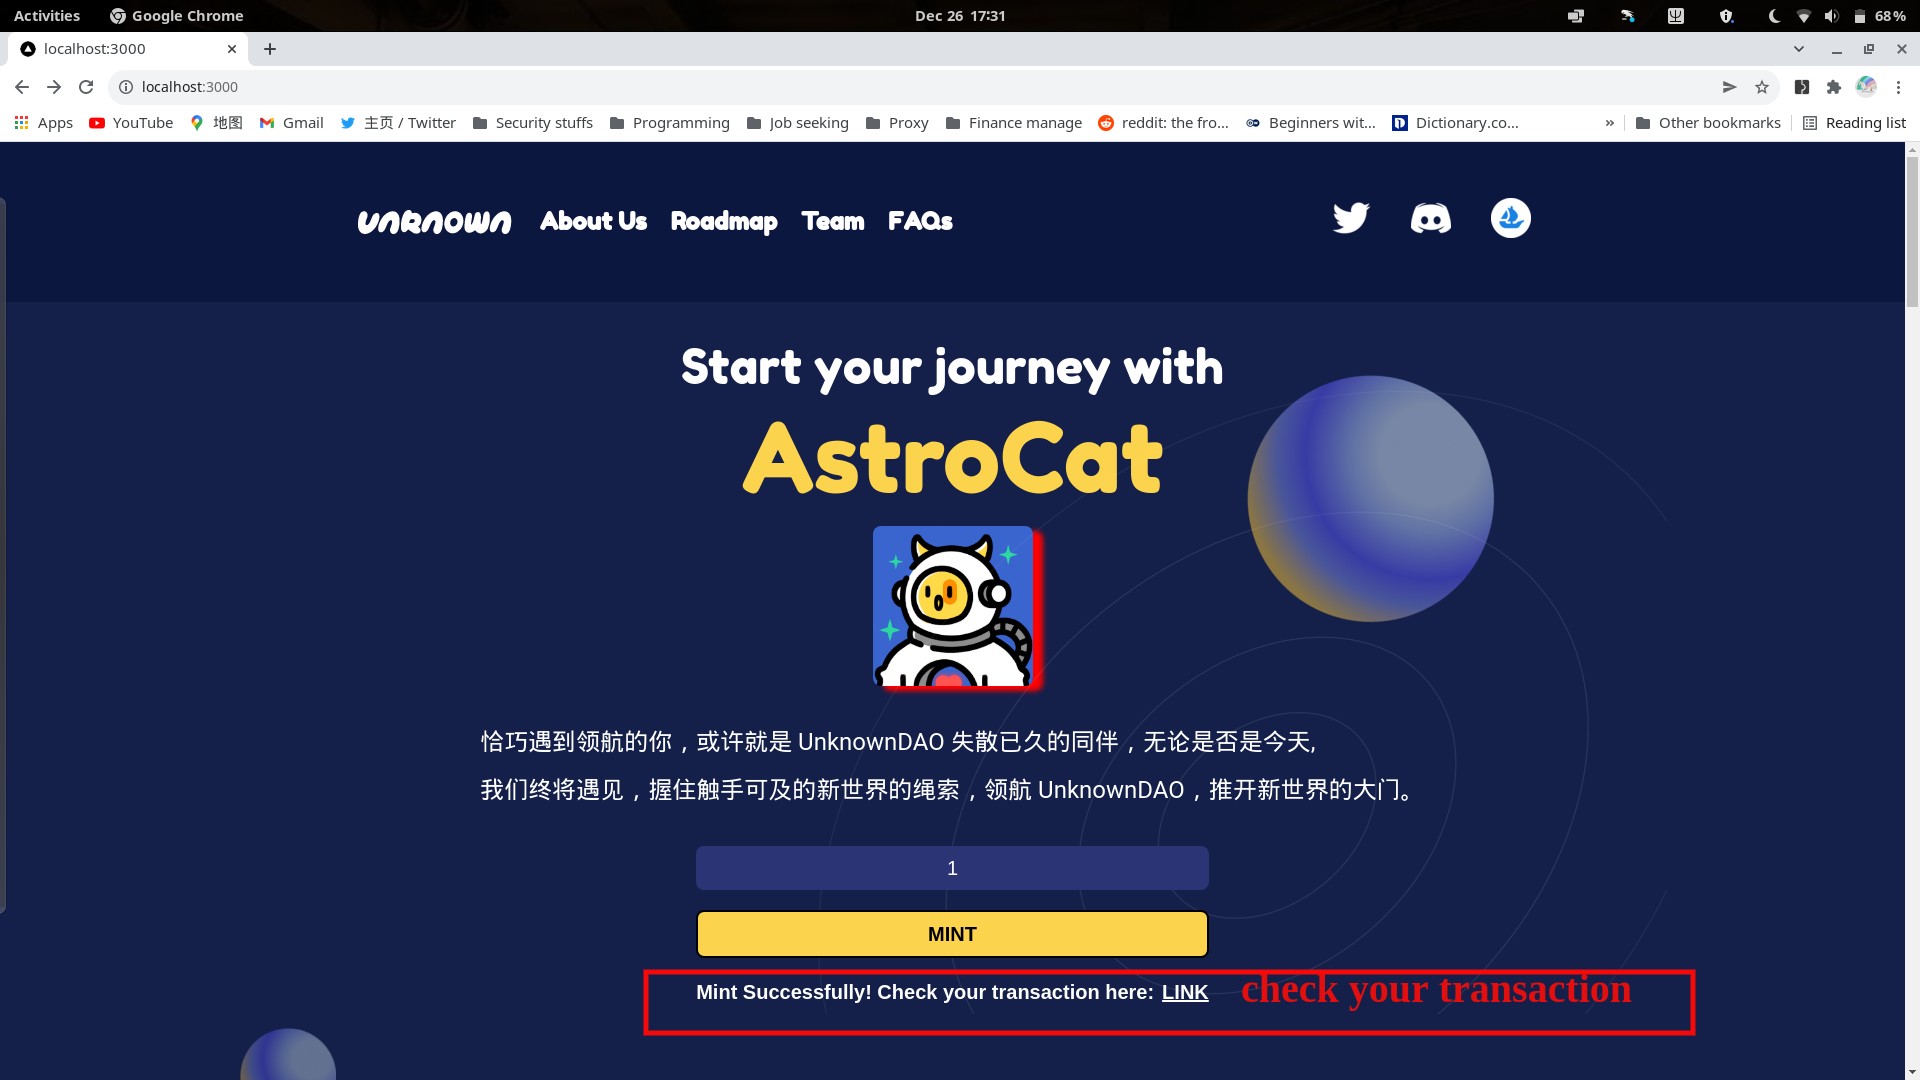 Activities Google Chrome Dec 26 17:31 68%
localhost:3000
localhost:3000
Apps YouTube 地图 Gmail 主页 / Twitter Security stuffs Programming Job seeking Proxy Finance manage reddit: the fro... Beginners wit... Dictionary.co... » Other bookmarks Reading list
UNKNOWN About Us Roadmap Team FAQs
Start your journey with
AstroCat
恰巧遇到领航的你，或许就是 UnknownDAO 失散已久的同伴，无论是否是今天,
我们终将遇见，握住触手可及的新世界的绳索，领航 UnknownDAO，推开新世界的大门。
1
MINT
Mint Successfully! Check your transaction here: LINK check your transaction